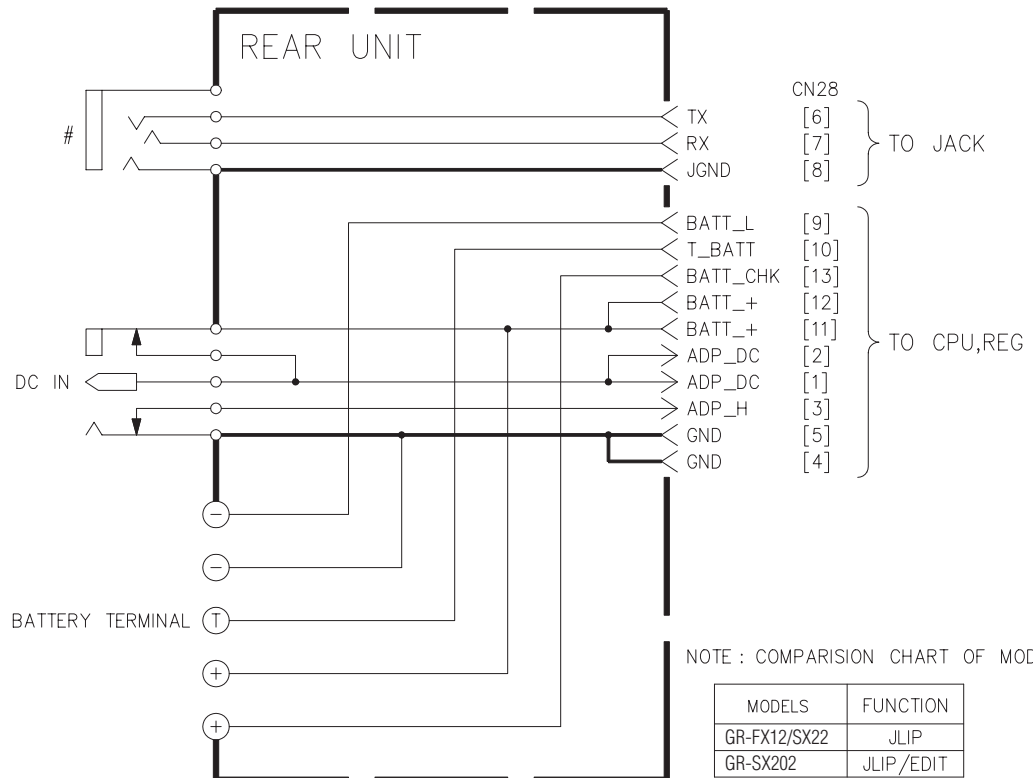 REAR UNIT
CN28
#
TX [6]
RX [7]
JGND [8]
TO JACK
BATT_L [9]
T_BATT [10]
BATT_CHK [13]
BATT_+ [12]
BATT_+ [11]
ADP_DC [2]
ADP_DC [1]
ADP_H [3]
GND [5]
GND [4]
TO CPU,REG
DC IN
-
-
BATTERY TERMINAL T
+
+
NOTE : COMPARISION CHART OF MOD
MODELS FUNCTION
GR-FX12/SX22 JLIP
GR-SX202 JLIP/EDIT